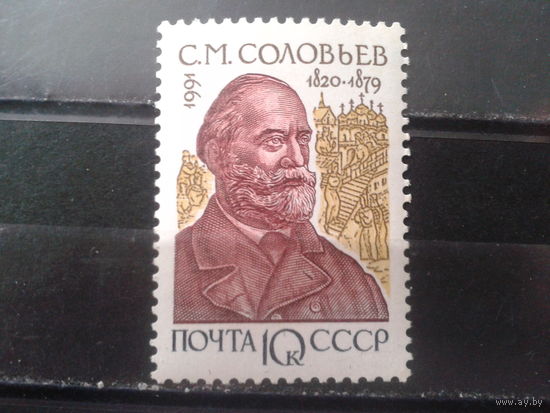 С.М. СОЛОВЬЕВ
1991
1820·1879
ПОЧТА 10К СССР
www.ay.by